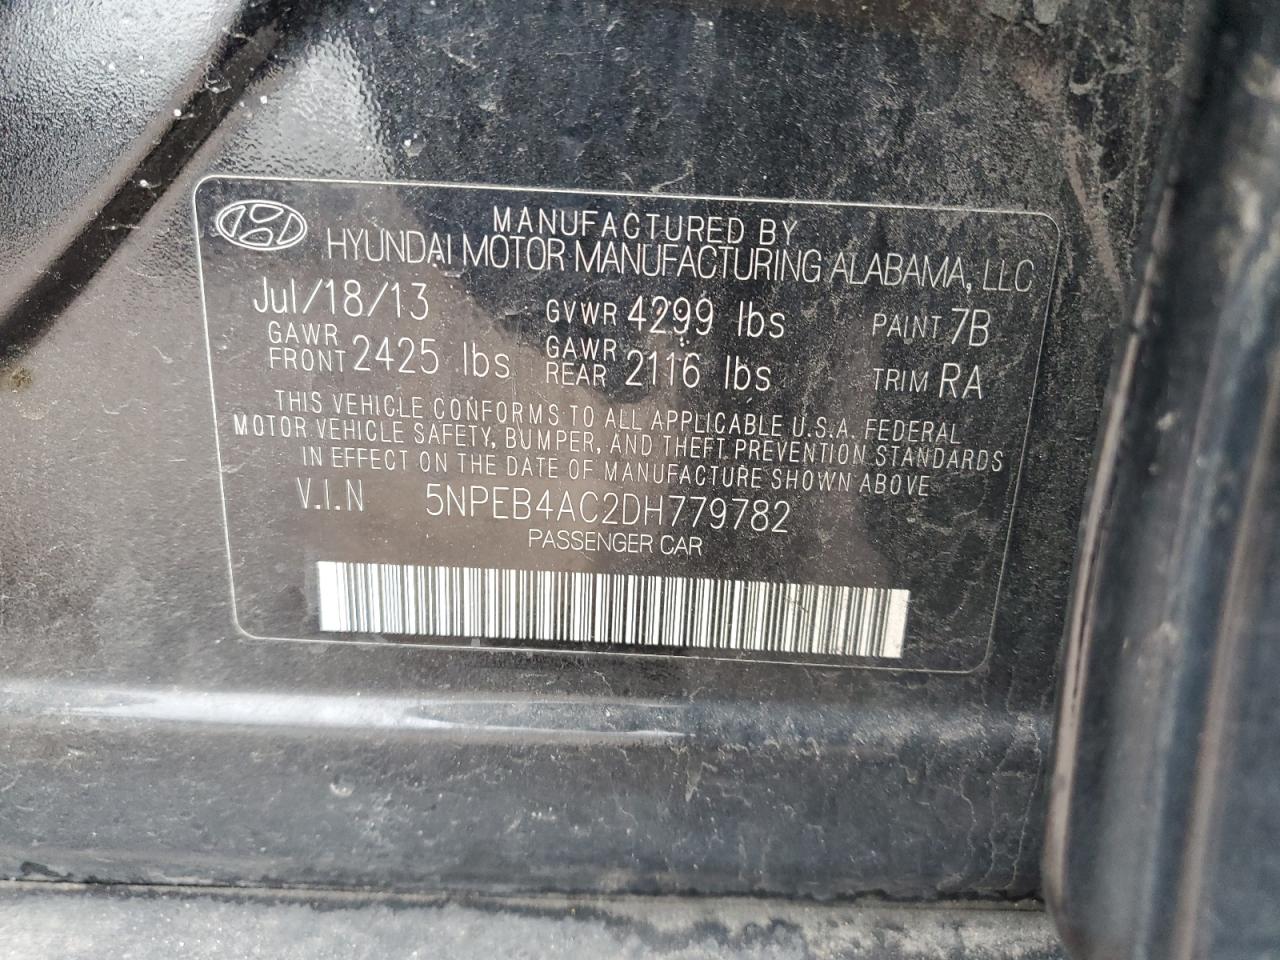 MANUFACTURED BY
HYUNDAI MOTOR MANUFACTURING ALABAMA, LLC
Jul/18/13 GVWR 4299 lbs PAINT 7B
GAWR FRONT 2425 lbs GAWR REAR 2116 lbs TRIM RA
THIS VEHICLE CONFORMS TO ALL APPLICABLE U.S.A. FEDERAL
MOTOR VEHICLE SAFETY, BUMPER, AND THEFT PREVENTION STANDARDS
IN EFFECT ON THE DATE OF MANUFACTURE SHOWN ABOVE
V.I.N 5NPEB4AC2DH779782
PASSENGER CAR